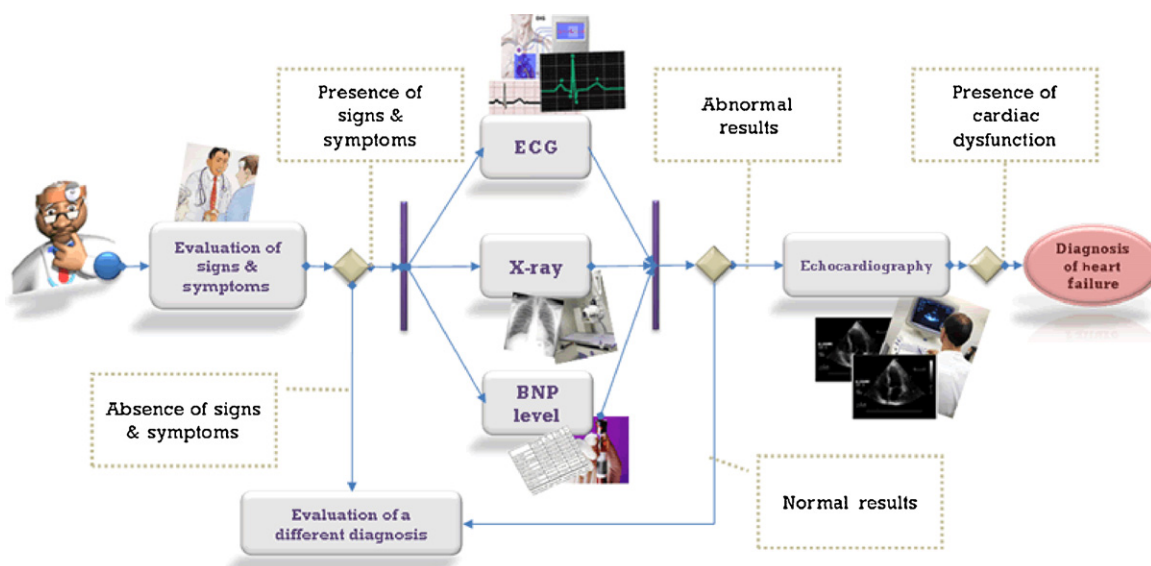 Presence of
signs &
symptoms
Abnormal
results
Presence of
cardiac
dysfunction
ECG
Evaluation of
signs &
symptoms
X-ray
Echocardiography
Diagnosis
of heart
failure
BNP
level
Absence of signs
& symptoms
Normal results
Evaluation of a
different diagnosis